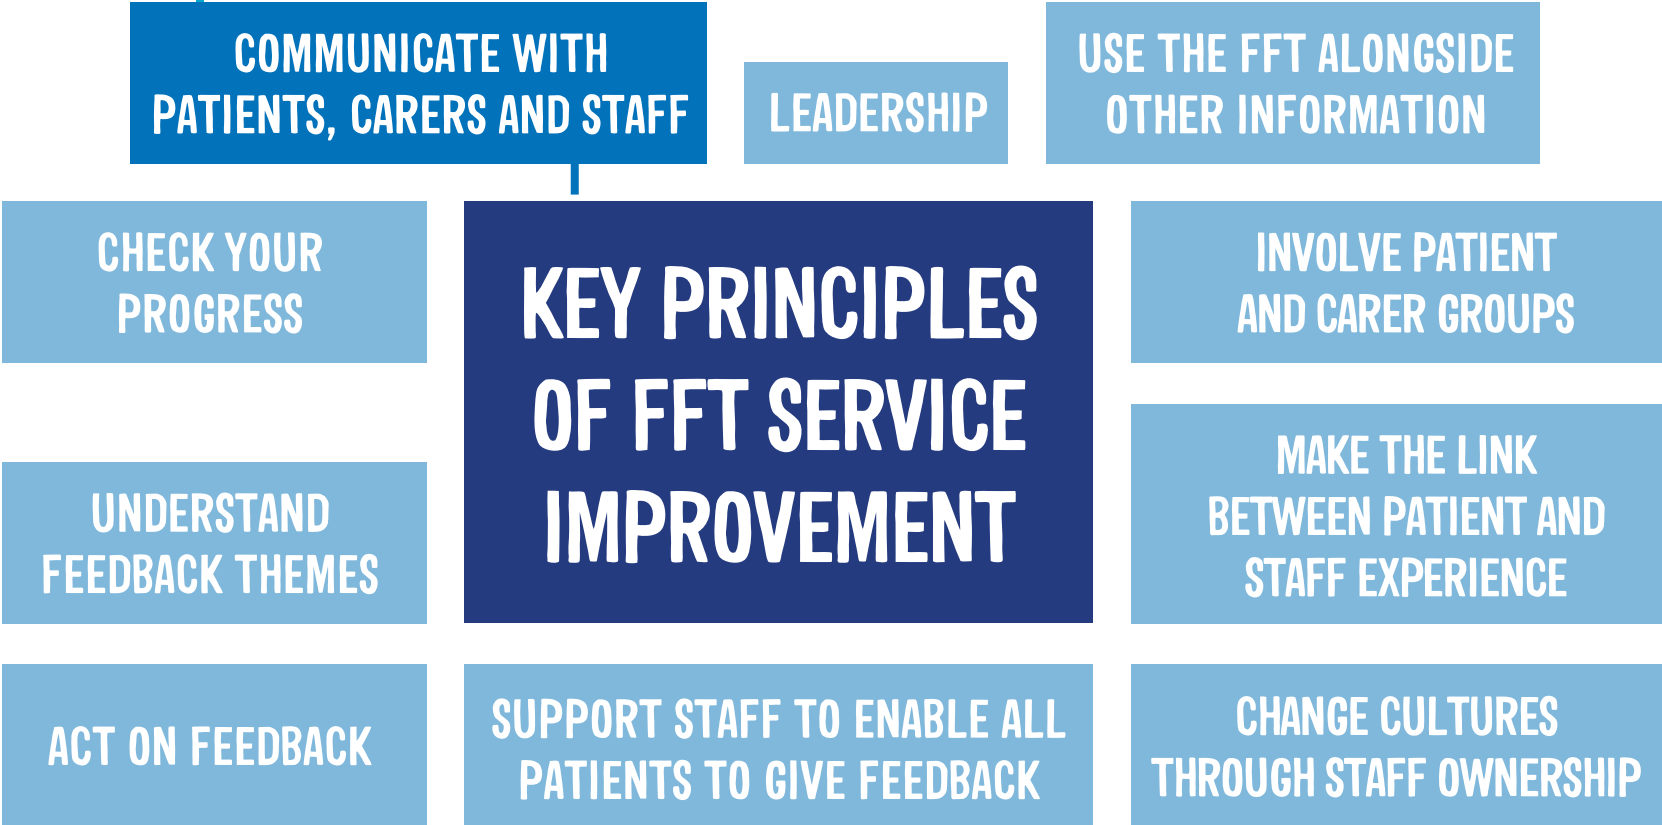 COMMUNICATE WITH
PATIENTS, CARERS AND STAFF
LEADERSHIP
USE THE FFT ALONGSIDE
OTHER INFORMATION
CHECK YOUR
PROGRESS
KEY PRINCIPLES
OF FFT SERVICE
IMPROVEMENT
INVOLVE PATIENT
AND CARER GROUPS
UNDERSTAND
FEEDBACK THEMES
MAKE THE LINK
BETWEEN PATIENT AND
STAFF EXPERIENCE
ACT ON FEEDBACK
SUPPORT STAFF TO ENABLE ALL
PATIENTS TO GIVE FEEDBACK
CHANGE CULTURES
THROUGH STAFF OWNERSHIP